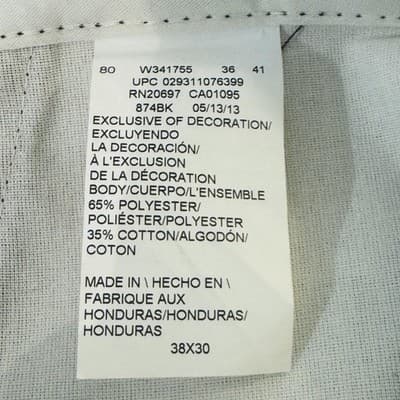 80 W341755 36 41
UPC 029311076399
RN20697 CA01095
874BK 05/13/13
EXCLUSIVE OF DECORATION/
EXCLUYENDO
LA DECORACIÓN/
À L'EXCLUSION
DE LA DÉCORATION
BODY/CUERPO/L'ENSEMBLE
65% POLYESTER/
POLIÉSTER/POLYESTER
35% COTTON/ALGODÓN/
COTON
MADE IN \ HECHO EN \
FABRIQUE AUX
HONDURAS/HONDURAS/
HONDURAS
38X30